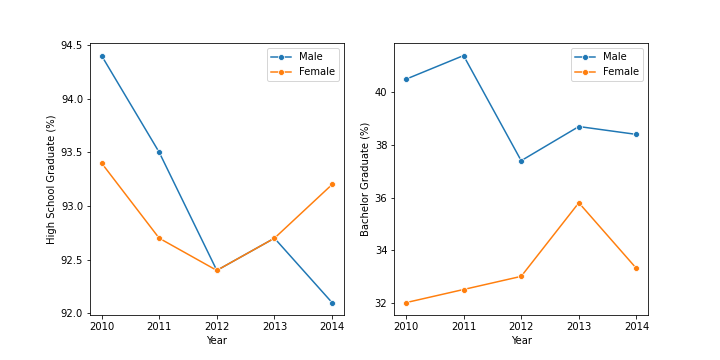 High School Graduate (%)
94.5
94.0
93.5
93.0
92.5
92.0
Male
Female
2010 2011 2012 2013 2014
Year
Bachelor Graduate (%)
40
38
36
34
32
Male
Female
2010 2011 2012 2013 2014
Year